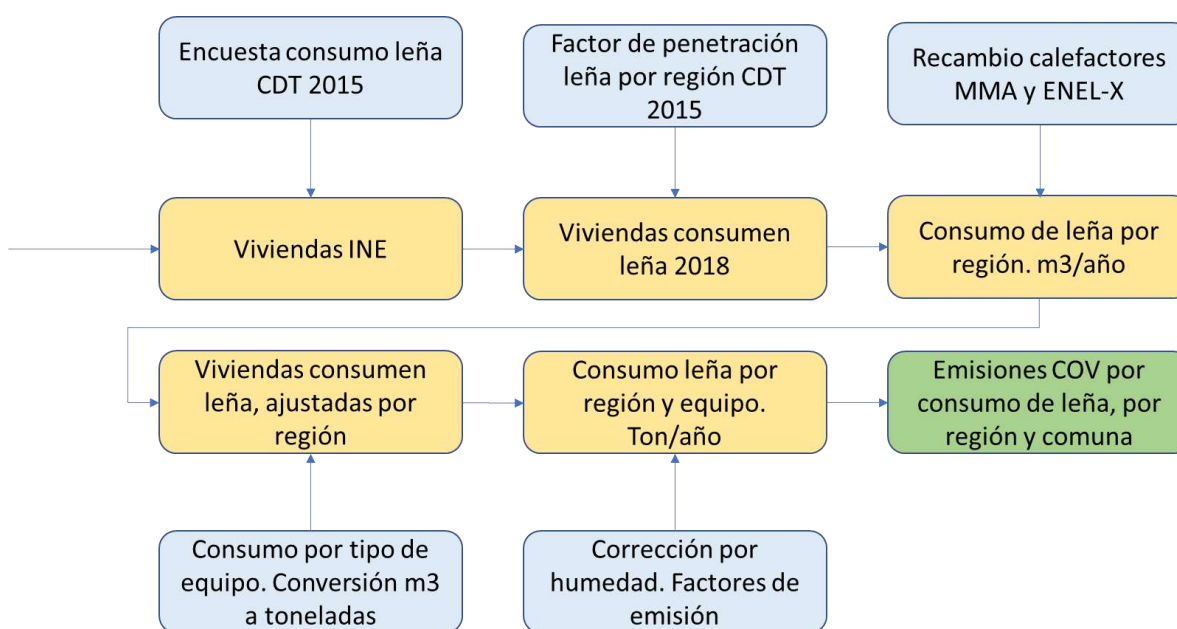 Encuesta consumo leña
CDT 2015
Factor de penetración
leña por región CDT
2015
Recambio calefactores
MMA y ENEL-X
Viviendas INE
Viviendas consumen
leña 2018
Consumo de leña por
región. m3/año
Viviendas consumen
leña, ajustadas por
región
Consumo leña por
región y equipo.
Ton/año
Emisiones COV por
consumo de leña, por
región y comuna
Consumo por tipo de
equipo. Conversión m3
a toneladas
Corrección por
humedad. Factores de
emisión